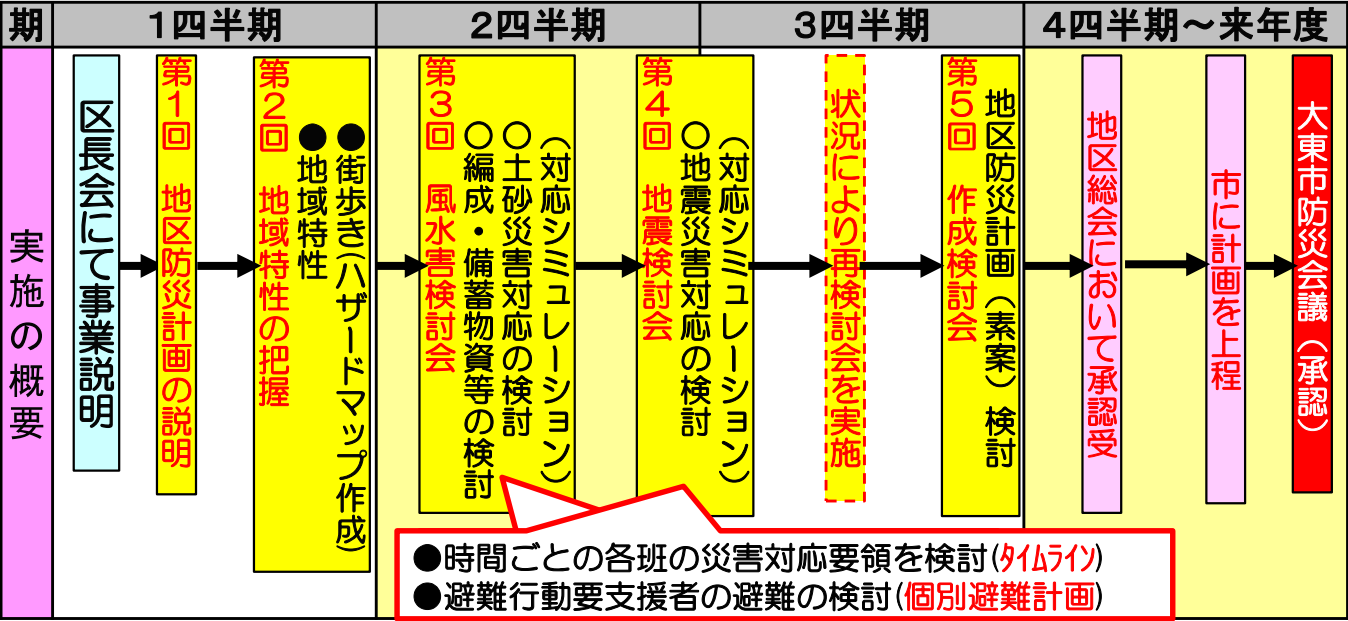 期
1四半期
2四半期
3四半期
4四半期～来年度
実施の概要
区長会にて事業説明
第1回 地区防災計画の説明
第2回 地域特性の把握
●地域特性
●街歩き(ハザードマップ作成)
第3回 風水害検討会
○編成・備蓄物資等の検討
○土砂災害対応の検討
(対応シミュレーション)
第4回 地震検討会
○地震災害対応の検討
(対応シミュレーション)
状況により再検討会を実施
第5回 作成検討会
地区防災計画(素案)検討
地区総会において承認受
市に計画を上程
大東市防災会議(承認)
●時間ごとの各班の災害対応要領を検討(タイムライン)
●避難行動要支援者の避難の検討(個別避難計画)